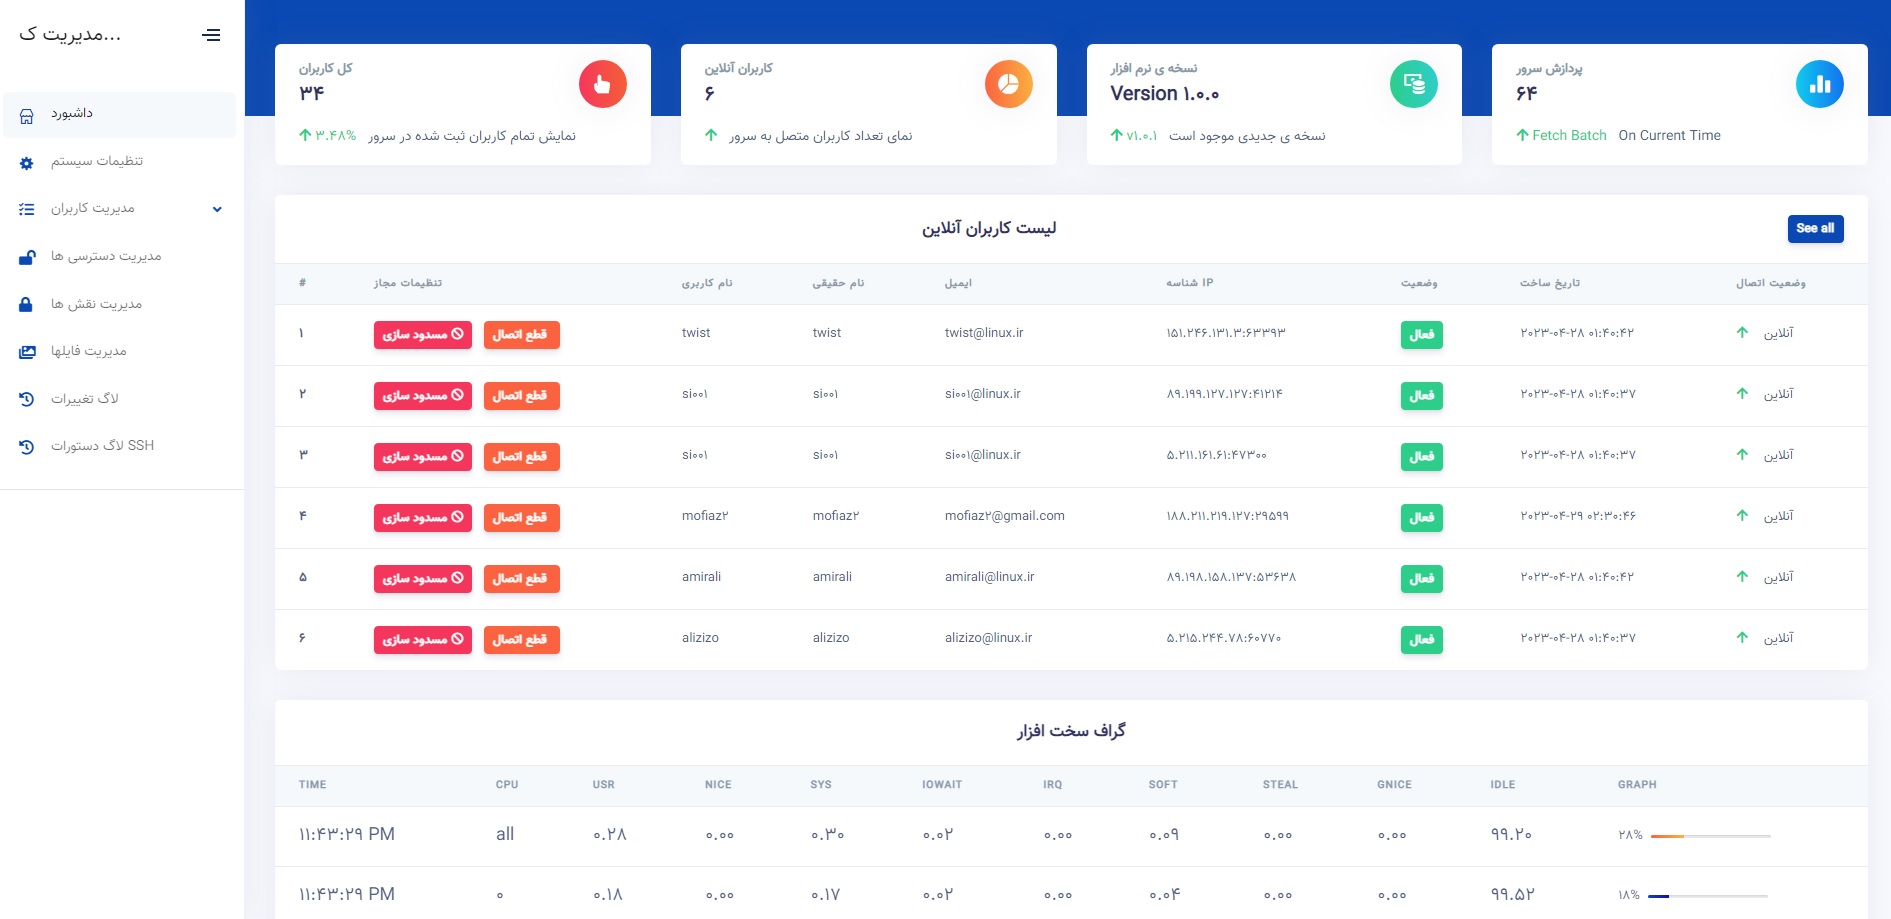 مدیریت ک...
داشبورد
تنظیمات سیستم
مدیریت کاربران
مدیریت دسترسی ها
مدیریت نقش ها
مدیریت فایلها
لاگ تغییرات
لاگ دستورات SSH
کل کاربران
۳۴
۳.۴۸% نمایش تمام کاربران ثبت شده در سرور
کاربران آنلاین
۶
نمای تعداد کاربران متصل به سرور
نسخه ی نرم افزار
Version ۱.۰.۰
v۱.۰.۱ نسخه ی جدیدی موجود است
پردازش سرور
۶۴
Fetch Batch On Current Time
لیست کاربران آنلاین
See all
# تنظیمات مجاز نام کاربری نام حقیقی ایمیل شناسه IP وضعیت تاریخ ساخت وضعیت اتصال
۱ مسدود سازی قطع اتصال twist twist twist@linux.ir ۱۵۱.۲۴۶.۱۳۱.۳:۶۳۳۹۳ فعال ۲۰۲۳-۰۴-۲۸ ۰۱:۴۰:۴۲ آنلاین
۲ مسدود سازی قطع اتصال si۰۰۱ si۰۰۱ si۰۰۱@linux.ir ۸۹.۱۹۹.۱۲۷.۱۲۷:۴۱۲۱۴ فعال ۲۰۲۳-۰۴-۲۸ ۰۱:۴۰:۳۷ آنلاین
۳ مسدود سازی قطع اتصال si۰۰۱ si۰۰۱ si۰۰۱@linux.ir ۵.۲۱۱.۱۶۱.۶۱:۴۷۳۰۰ فعال ۲۰۲۳-۰۴-۲۸ ۰۱:۴۰:۳۷ آنلاین
۴ مسدود سازی قطع اتصال mofiaz۲ mofiaz۲ mofiaz۲@gmail.com ۱۸۸.۲۱۱.۲۱۹.۱۲۷:۲۹۵۹۹ فعال ۲۰۲۳-۰۴-۲۹ ۰۲:۳۰:۴۶ آنلاین
۵ مسدود سازی قطع اتصال amirali amirali amirali@linux.ir ۸۹.۱۹۸.۱۵۸.۱۳۷:۵۳۶۳۸ فعال ۲۰۲۳-۰۴-۲۸ ۰۱:۴۰:۴۲ آنلاین
۶ مسدود سازی قطع اتصال alizizo alizizo alizizo@linux.ir ۵.۲۱۵.۲۴۴.۷۸:۶۰۷۷۰ فعال ۲۰۲۳-۰۴-۲۸ ۰۱:۴۰:۳۷ آنلاین
گراف سخت افزار
TIME CPU USR NICE SYS IOWAIT IRQ SOFT STEAL GNICE IDLE GRAPH
۱۱:۴۳:۲۹ PM all ۰.۲۸ ۰.۰۰ ۰.۳۰ ۰.۰۲ ۰.۰۰ ۰.۰۹ ۰.۰۰ ۰.۰۰ ۹۹.۲۰ ۲۸%
۱۱:۴۳:۲۹ PM ۰ ۰.۱۸ ۰.۰۰ ۰.۱۷ ۰.۰۲ ۰.۰۰ ۰.۰۴ ۰.۰۰ ۰.۰۰ ۹۹.۵۲ ۱۸%